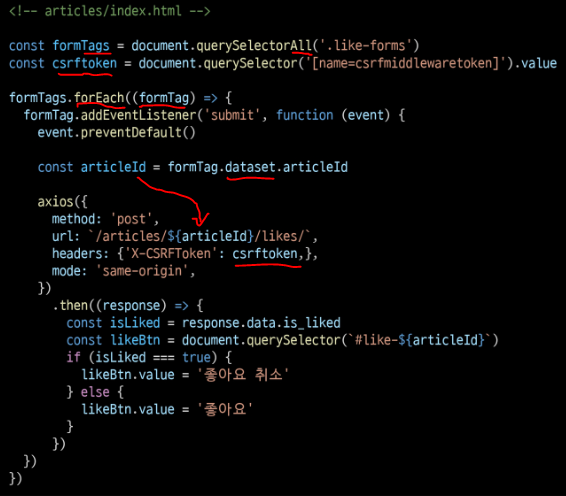 <!-- articles/index.html -->
const formTags = document.querySelectorAll('.like-forms')
const csrftoken = document.querySelector('[name=csrfmiddlewaretoken]').value
formTags.forEach((formTag) => {
formTag.addEventListener('submit', function (event) {
event.preventDefault()
const articleId = formTag.dataset.articleId
axios({
method: 'post',
url: `/articles/${articleId}/likes/`,
headers: {'X-CSRFToken': csrftoken,},
mode: 'same-origin',
})
.then((response) => {
const isLiked = response.data.is_liked
const likeBtn = document.querySelector(`#like-${articleId}`)
if (isLiked === true) {
likeBtn.value = '좋아요 취소'
} else {
likeBtn.value = '좋아요'
}
})
})
})